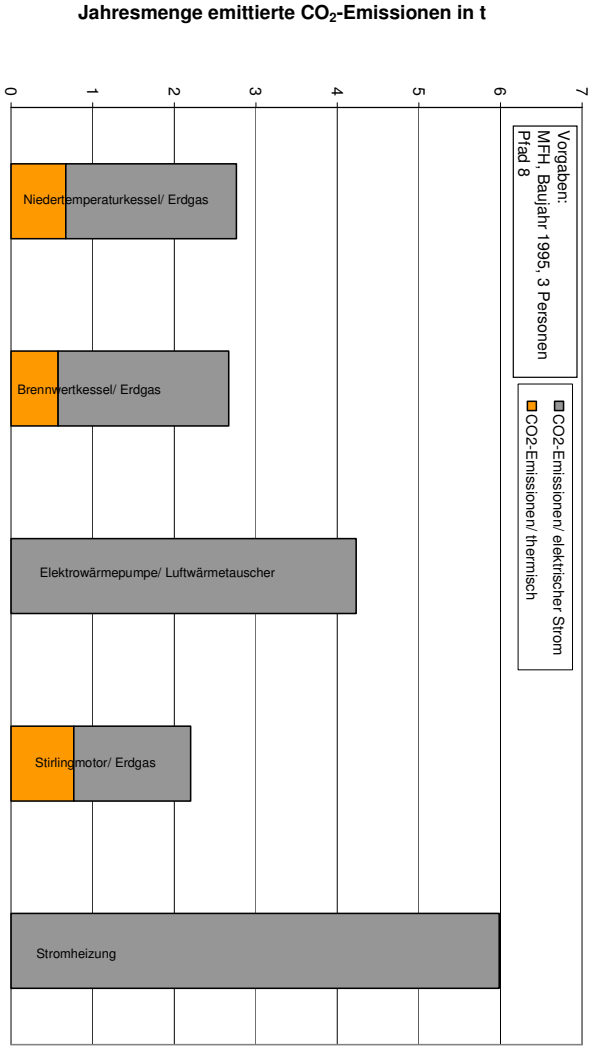 Jahresmenge emittierte CO₂-Emissionen in t
0
1
2
3
4
5
6
7
Vorgaben:
MFH, Baujahr 1995, 3 Personen
Pfad 8
CO2-Emissionen/ elektrischer Strom
CO2-Emissionen/ thermisch
Niedertemperaturkessel/ Erdgas
Brennwertkessel/ Erdgas
Elektrowärmepumpe/ Luftwärmetauscher
Stirlingmotor/ Erdgas
Stromheizung